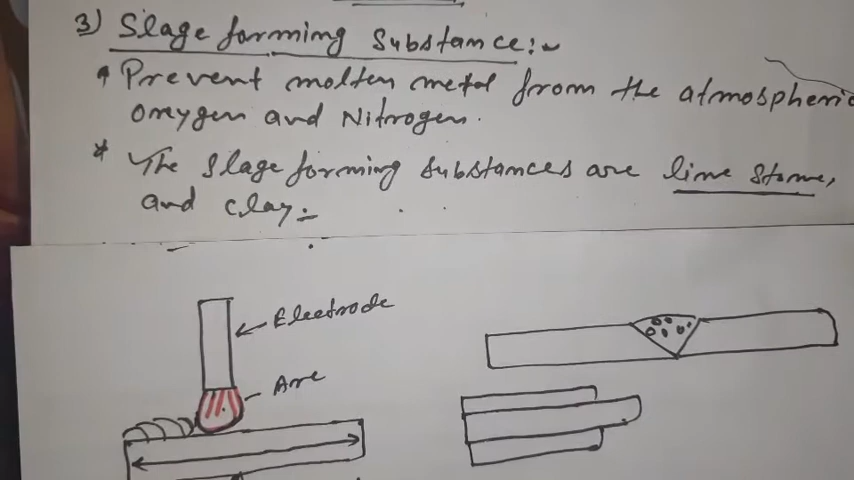 3) Slage forming Substance:~
* Prevent molten metal from the atmospheric
oxygen and Nitrogen.
* The slage forming substances are lime stone,
and clay:-
Electrode
Arc